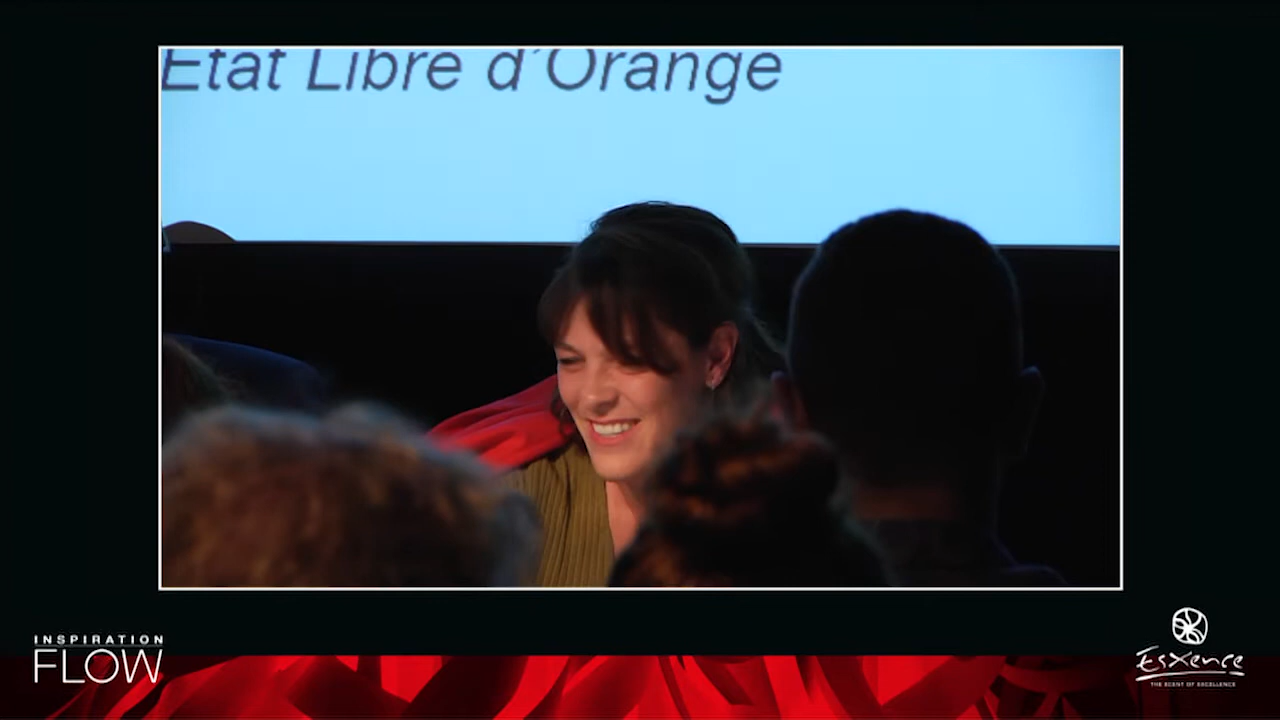 Etat Libre d'Orange
INSPIRATION
FLOW
Esxence
THE SCENT OF EXCELLENCE